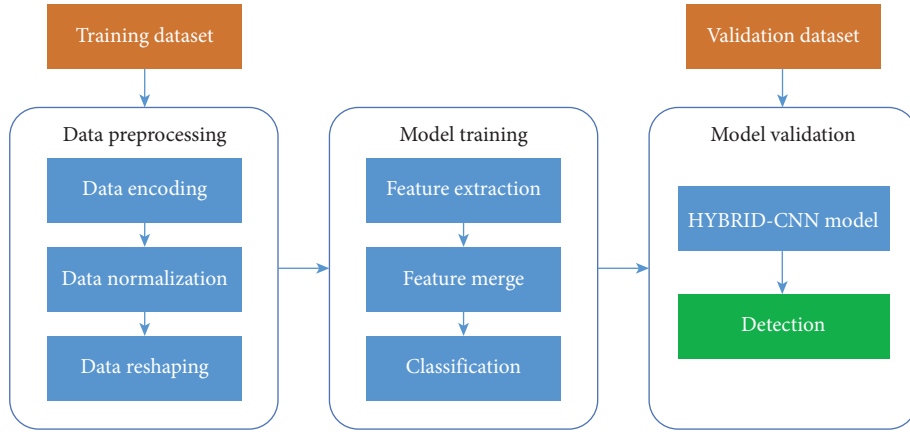 Training dataset
Validation dataset
Data preprocessing
Data encoding
Data normalization
Data reshaping
Model training
Feature extraction
Feature merge
Classification
Model validation
HYBRID-CNN model
Detection